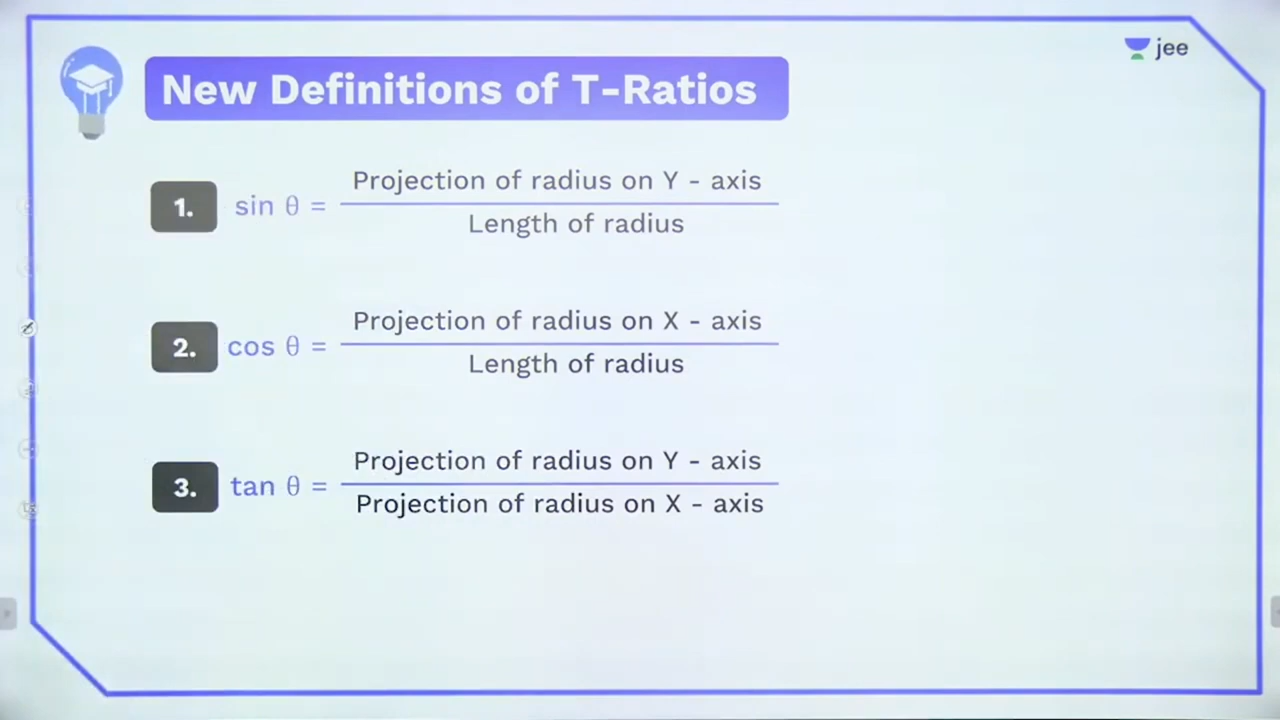 jee
New Definitions of T-Ratios
1. sin θ = Projection of radius on Y - axis
Length of radius
2. cos θ = Projection of radius on X - axis
Length of radius
3. tan θ = Projection of radius on Y - axis
Projection of radius on X - axis